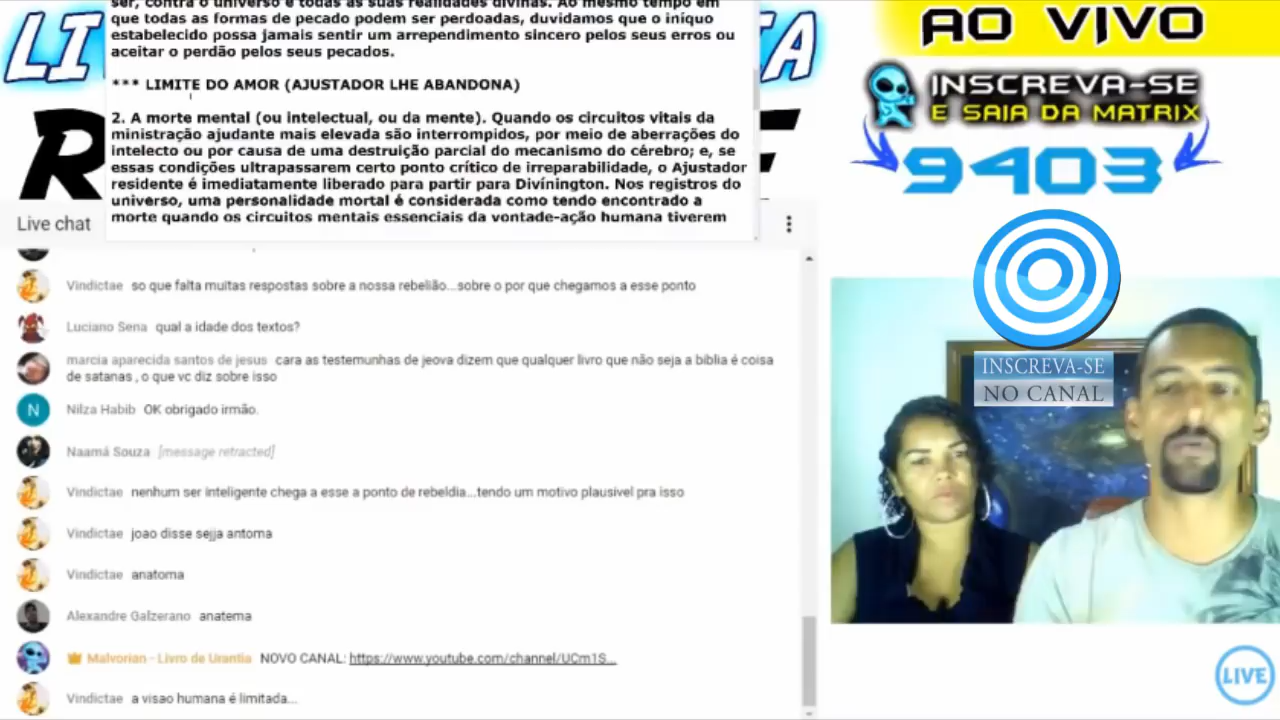 ser, contra o universo e todas as suas realidades divinas. Ao mesmo tempo em
que todas as formas de pecado podem ser perdoadas, duvidamos que o iníquo
estabelecido possa jamais sentir um arrependimento sincero pelos seus erros ou
aceitar o perdão pelos seus pecados.
*** LIMITE DO AMOR (AJUSTADOR LHE ABANDONA)
2. A morte mental (ou intelectual, ou da mente). Quando os circuitos vitais da
ministração ajudante mais elevada são interrompidos, por meio de aberrações do
intelecto ou por causa de uma destruição parcial do mecanismo do cérebro; e, se
essas condições ultrapassarem certo ponto crítico de irreparabilidade, o Ajustador
residente é imediatamente liberado para partir para Divínington. Nos registros do
universo, uma personalidade mortal é considerada como tendo encontrado a
morte quando os circuitos mentais essenciais da vontade-ação humana tiverem
Live chat
Vindictae so que falta muitas respostas sobre a nossa rebelião...sobre o por que chegamos a esse ponto
Luciano Sena qual a idade dos textos?
marcia aparecida santos de jesus cara as testemunhas de jeova dizem que qualquer livro que não seja a bíblia é coisa
de satanas , o que vc diz sobre isso
N Nilza Habib OK obrigado irmão.
Naamá Souza [message retracted]
Vindictae nenhum ser inteligente chega a esse a ponto de rebeldia...tendo um motivo plausivel pra isso
Vindictae joao disse sejja antoma
Vindictae anatoma
Alexandre Galzerano anatema
Malvorian - Livro de Urantia NOVO CANAL: https://www.youtube.com/channel/UCm1S...
Vindictae a visao humana é limitada...
AO VIVO
INSCREVA-SE
E SAIA DA MATRIX
9403
INSCREVA-SE
NO CANAL
LIVE